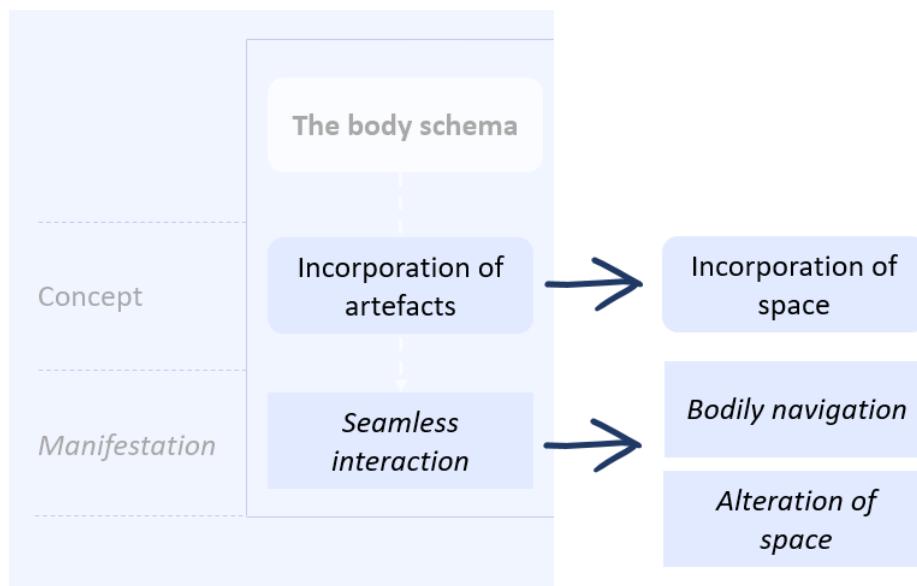 The body schema
Concept
Incorporation of
artefacts
Incorporation of
space
Manifestation
Seamless
interaction
Bodily navigation
Alteration of
space